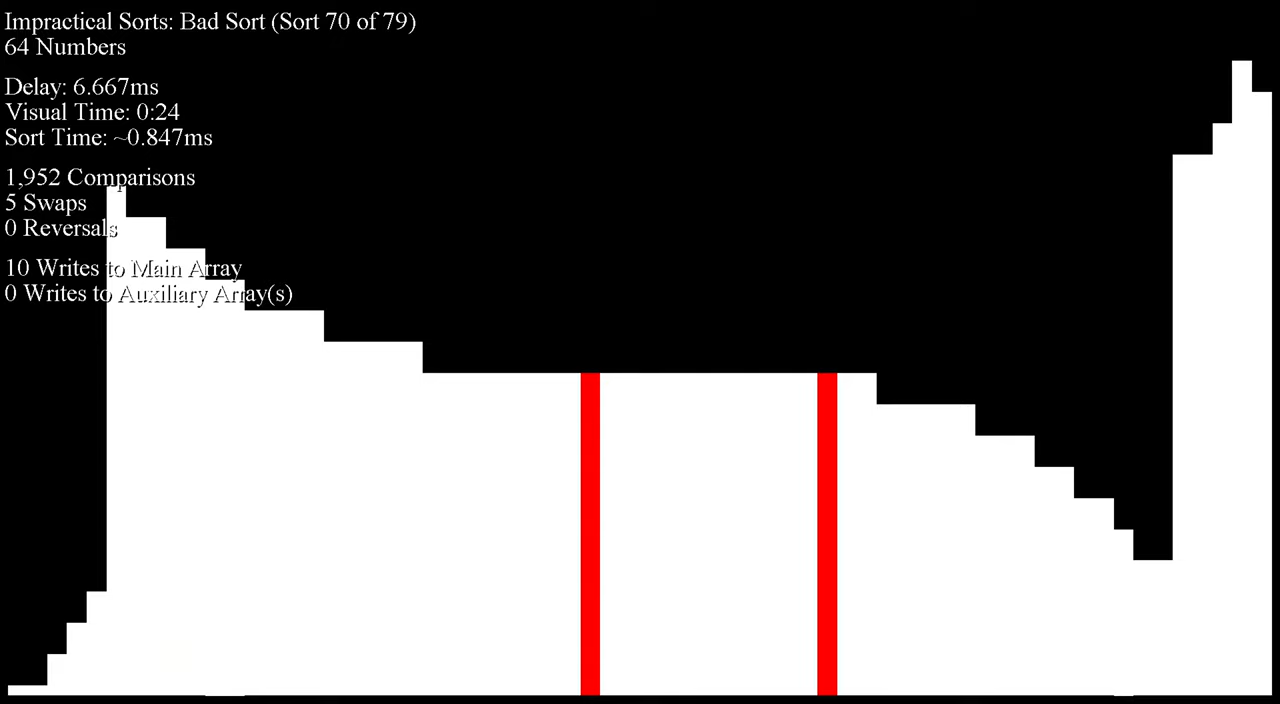 Impractical Sorts: Bad Sort (Sort 70 of 79)
64 Numbers
Delay: 6.667ms
Visual Time: 0:24
Sort Time: ~0.847ms
1,952 Comparisons
5 Swaps
0 Reversals
10 Writes to Main Array
0 Writes to Auxiliary Array(s)